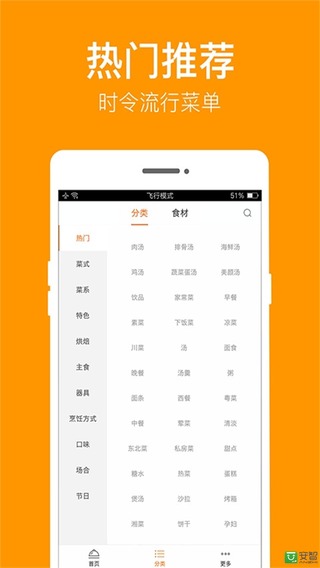 热门推荐
时令流行菜单
飞行模式 51%
分类 食材
热门
菜式
菜系
特色
烘焙
主食
器具
烹饪方式
口味
场合
节日
肉汤 排骨汤 海鲜汤
鸡汤 蔬菜蛋汤 美颜汤
饮品 家常菜 早餐
素菜 下饭菜 凉菜
川菜 汤 面食
晚餐 汤羹 粥
面条 西餐 粤菜
中餐 荤菜 清真
东北菜 私房菜 甜点
糖水 热菜 蛋糕
煲汤 沙拉 烤箱
湘菜 饼干 孕妇
首页 分类 更多
安智